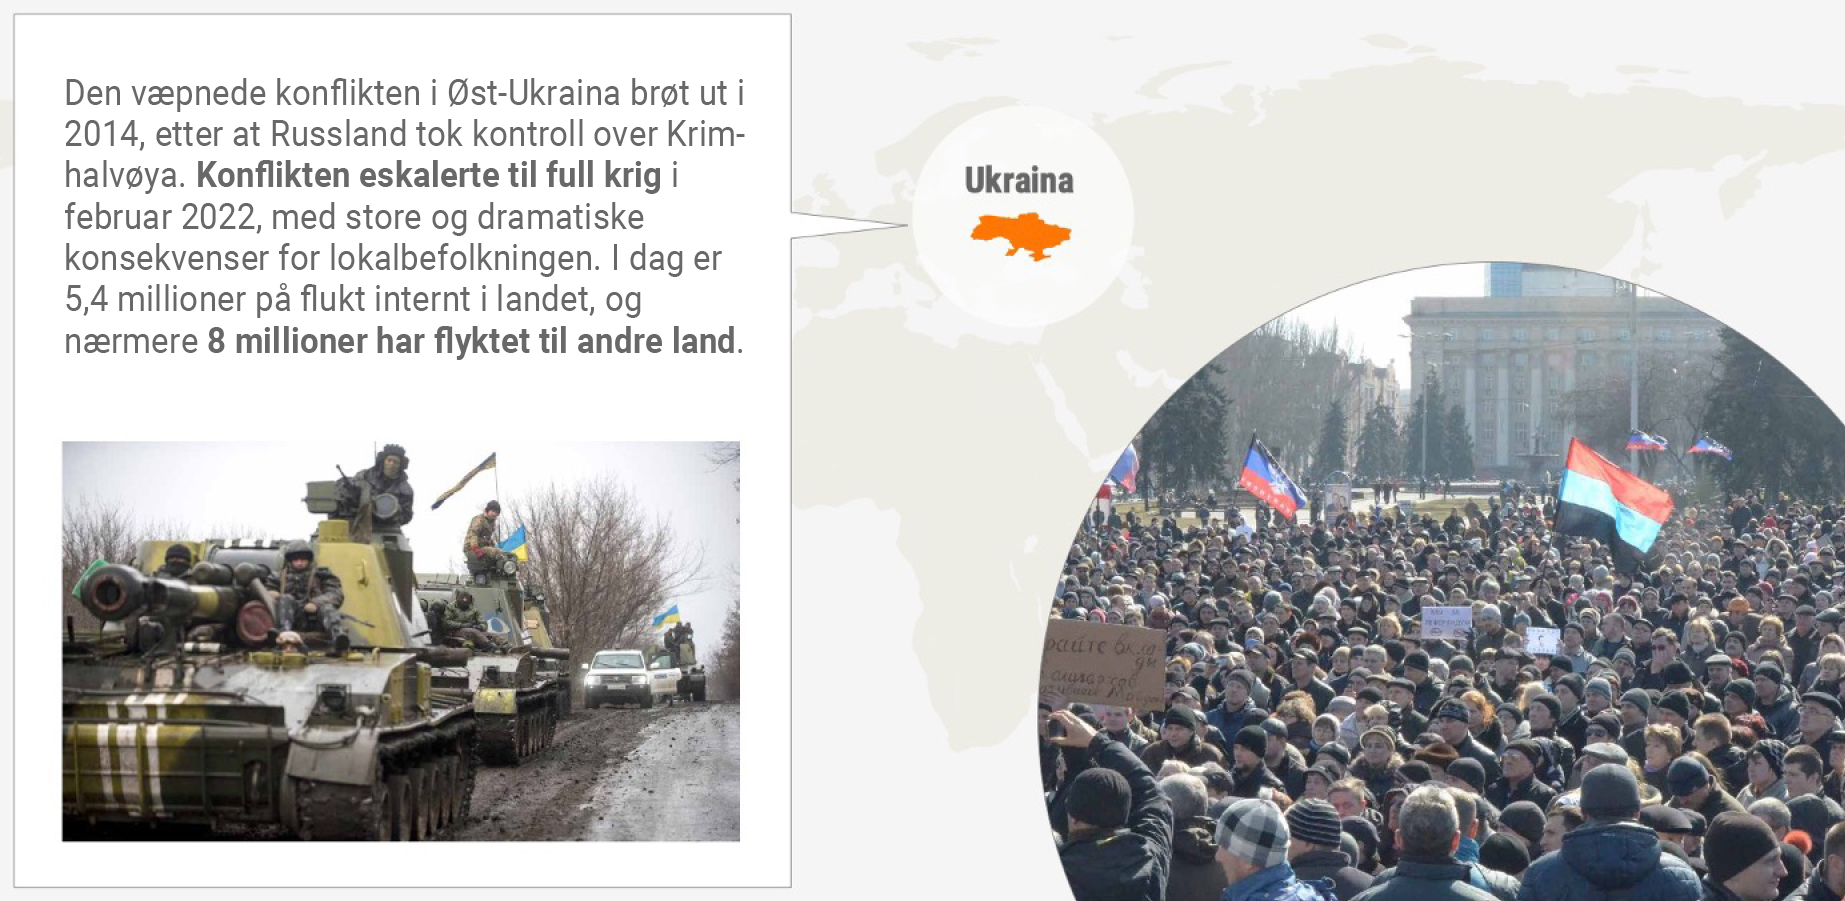 Den væpnede konflikten i Øst-Ukraina brøt ut i
2014, etter at Russland tok kontroll over Krim-
halvøya. Konflikten eskalerte til full krig i
februar 2022, med store og dramatiske
konsekvenser for lokalbefolkningen. I dag er
5,4 millioner på flukt internt i landet, og
nærmere 8 millioner har flyktet til andre land.
Ukraina